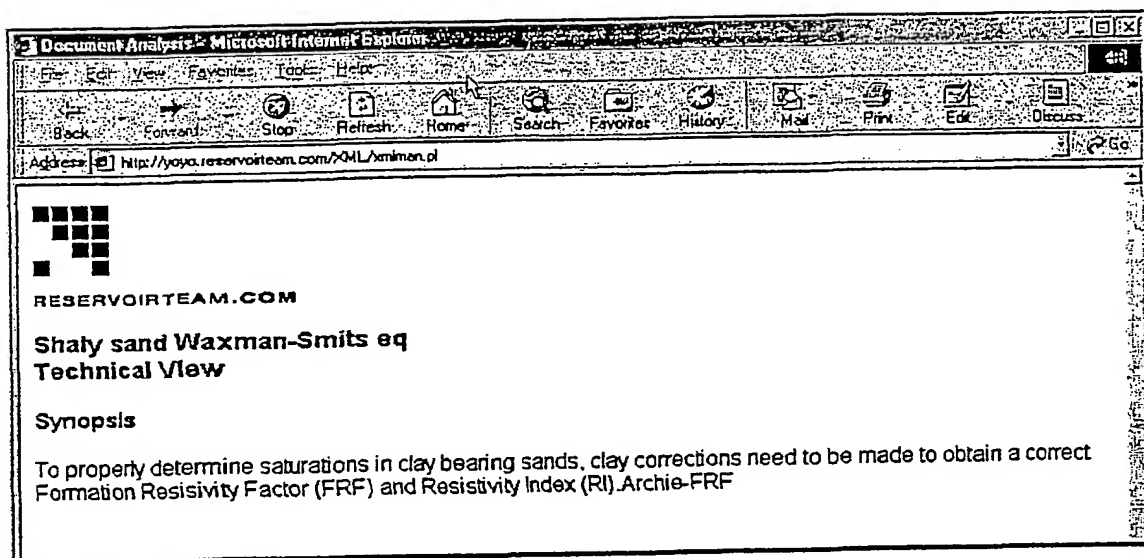 Document Analysis - Microsoft Internet Explorer
File Edit View Favorites Tools Help
Back Forward Stop Refresh Home Search Favorites History Mail Print Edit Discuss
Address http://yoyo.reservoirteam.com/XML/xmlman.pl Go
RESERVOIRTEAM.COM
Shaly sand Waxman-Smits eq
Technical View
Synopsis
To properly determine saturations in clay bearing sands, clay corrections need to be made to obtain a correct
Formation Resisivity Factor (FRF) and Resistivity Index (RI).Archie-FRF